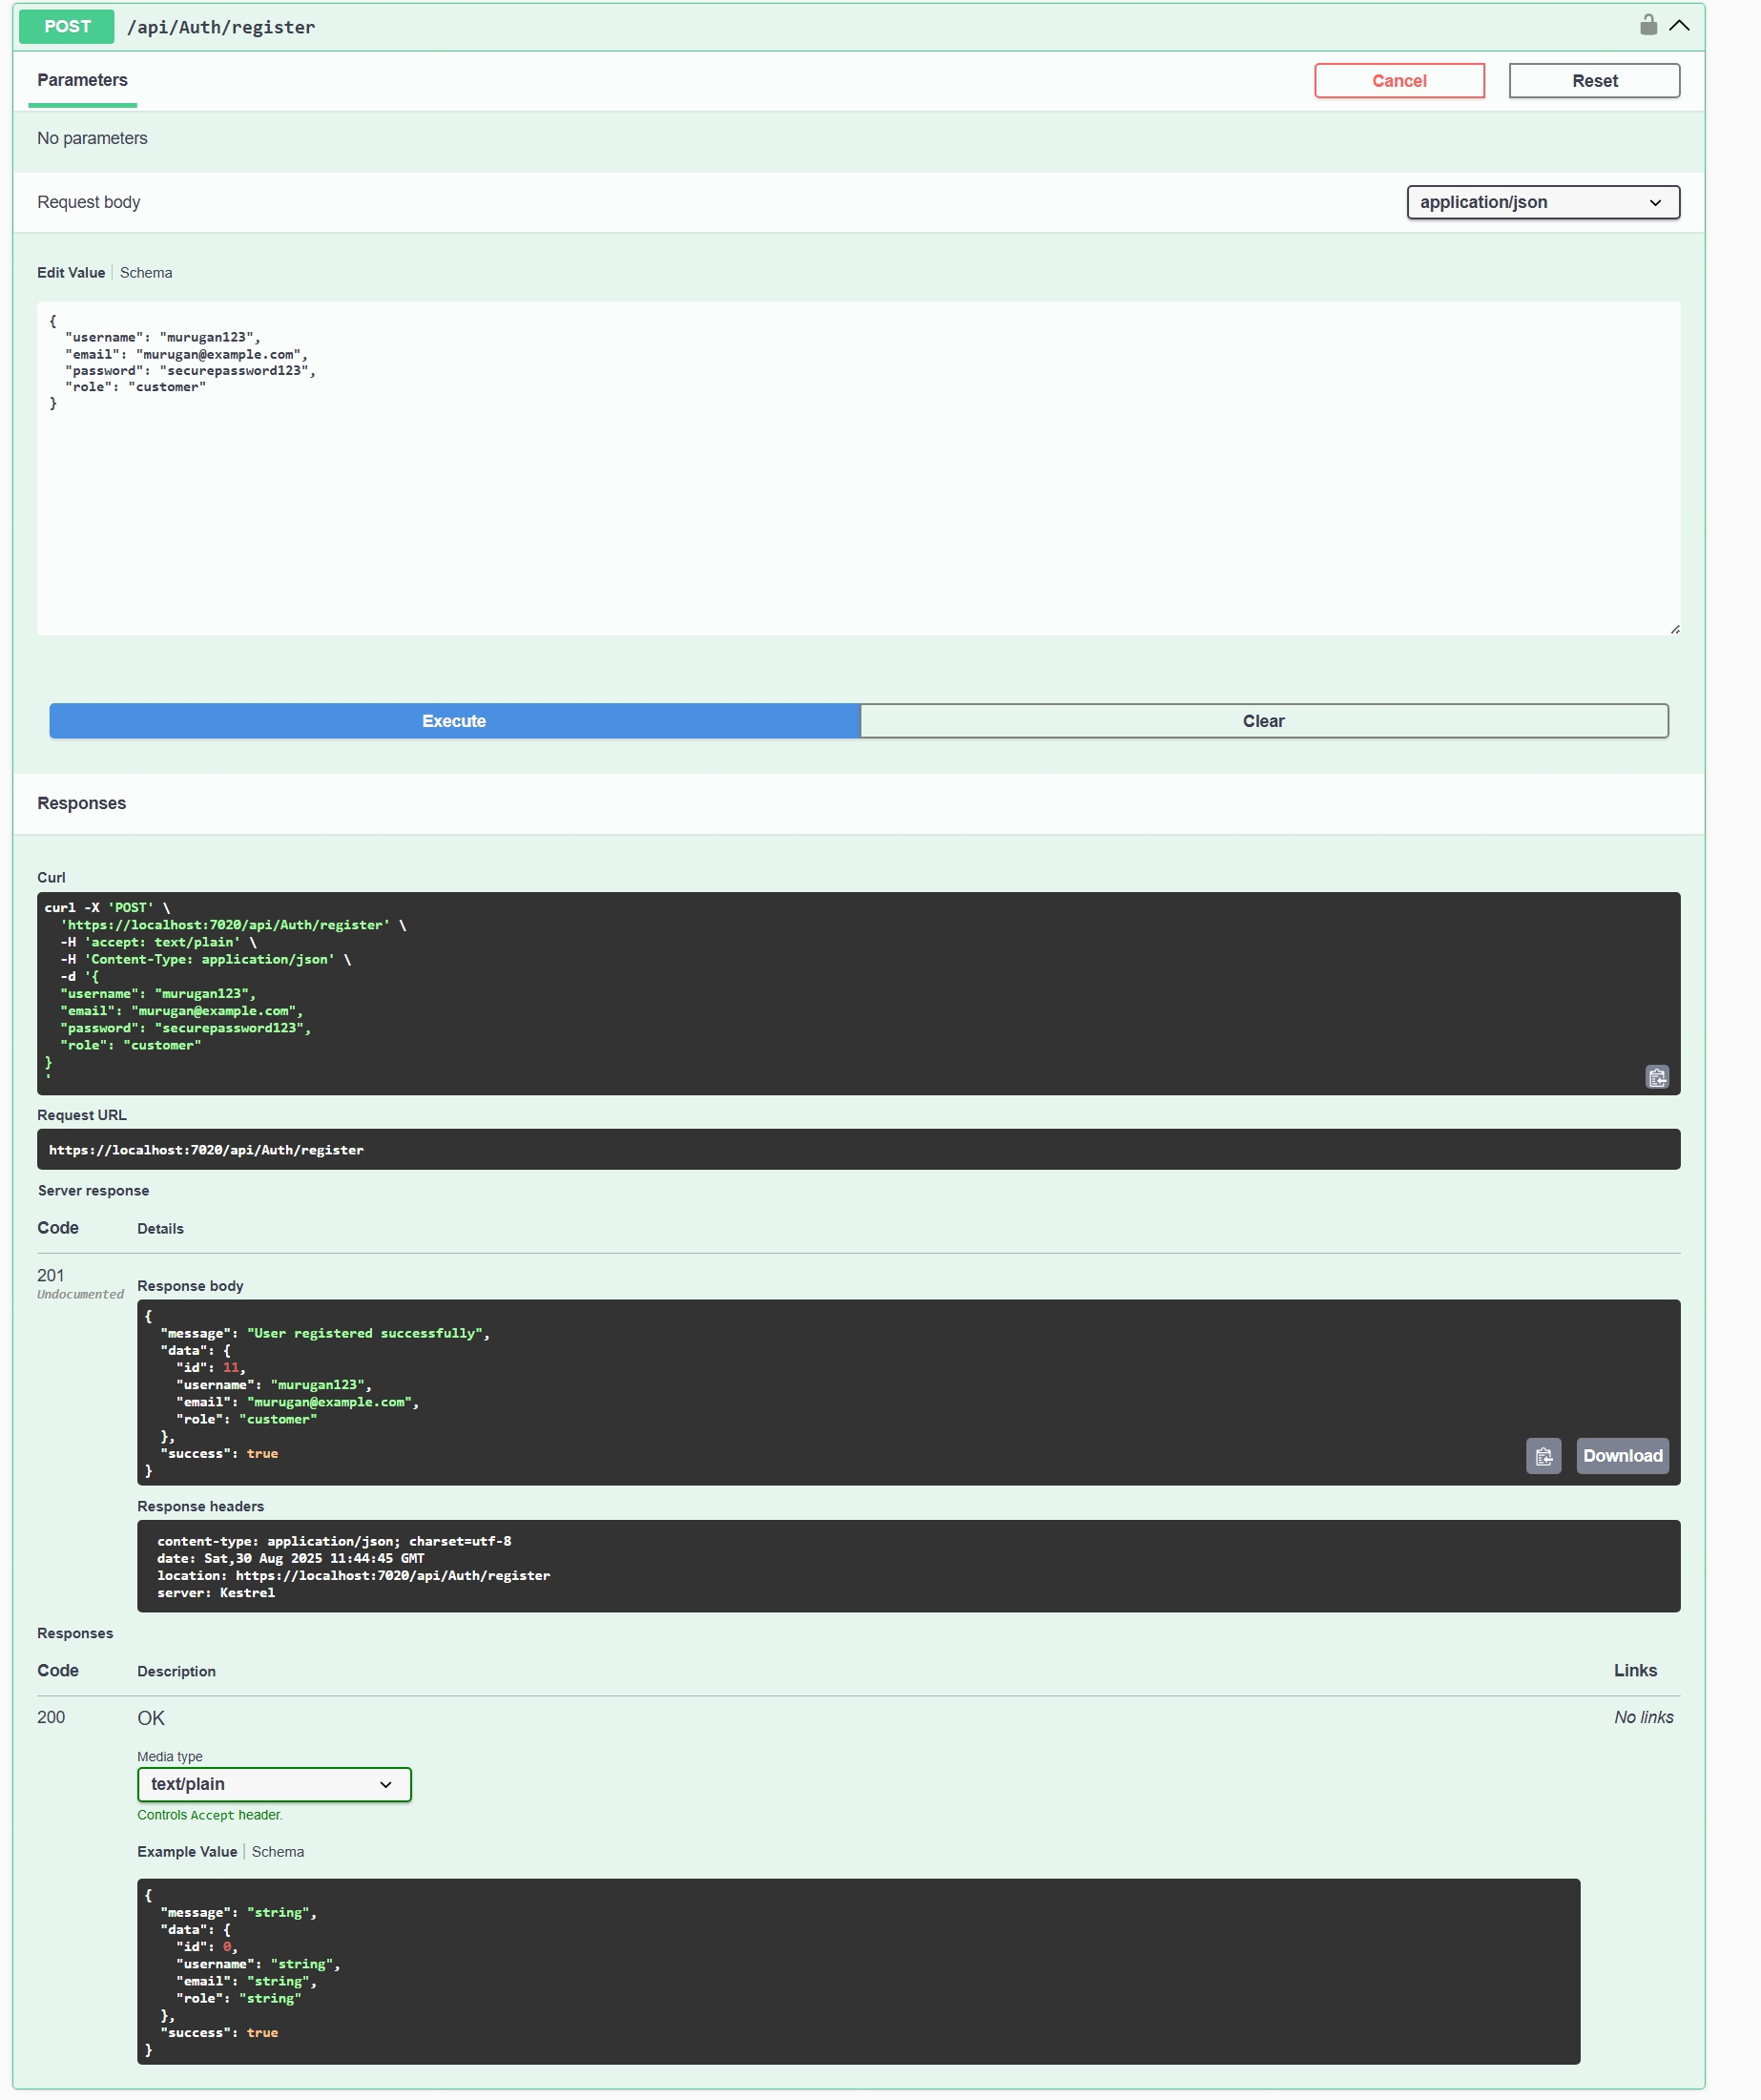 POST /api/Auth/register
Parameters
Cancel
Reset
No parameters
Request body
application/json
Edit Value | Schema
{
  "username": "murugan123",
  "email": "murugan@example.com",
  "password": "securepassword123",
  "role": "customer"
}
Execute
Clear
Responses
Curl
curl -X 'POST' \
  'https://localhost:7020/api/Auth/register' \
  -H 'accept: text/plain' \
  -H 'Content-Type: application/json' \
  -d '{
  "username": "murugan123",
  "email": "murugan@example.com",
  "password": "securepassword123",
  "role": "customer"
}
'
Request URL
https://localhost:7020/api/Auth/register
Server response
Code Details
201
Undocumented
Response body
{
  "message": "User registered successfully",
  "data": {
    "id": 11,
    "username": "murugan123",
    "email": "murugan@example.com",
    "role": "customer"
  },
  "success": true
}
Download
Response headers
content-type: application/json; charset=utf-8
date: Sat,30 Aug 2025 11:44:45 GMT
location: https://localhost:7020/api/Auth/register
server: Kestrel
Responses
Code Description Links
200 OK No links
Media type
text/plain
Controls Accept header.
Example Value | Schema
{
  "message": "string",
  "data": {
    "id": 0,
    "username": "string",
    "email": "string",
    "role": "string"
  },
  "success": true
}